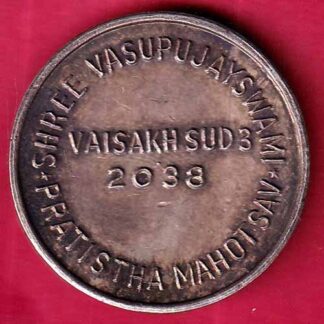 SHREE VASUPUJAYSWAMI
VAISAKH SUD 3
2038
PRATISTHA MAHOTSAV